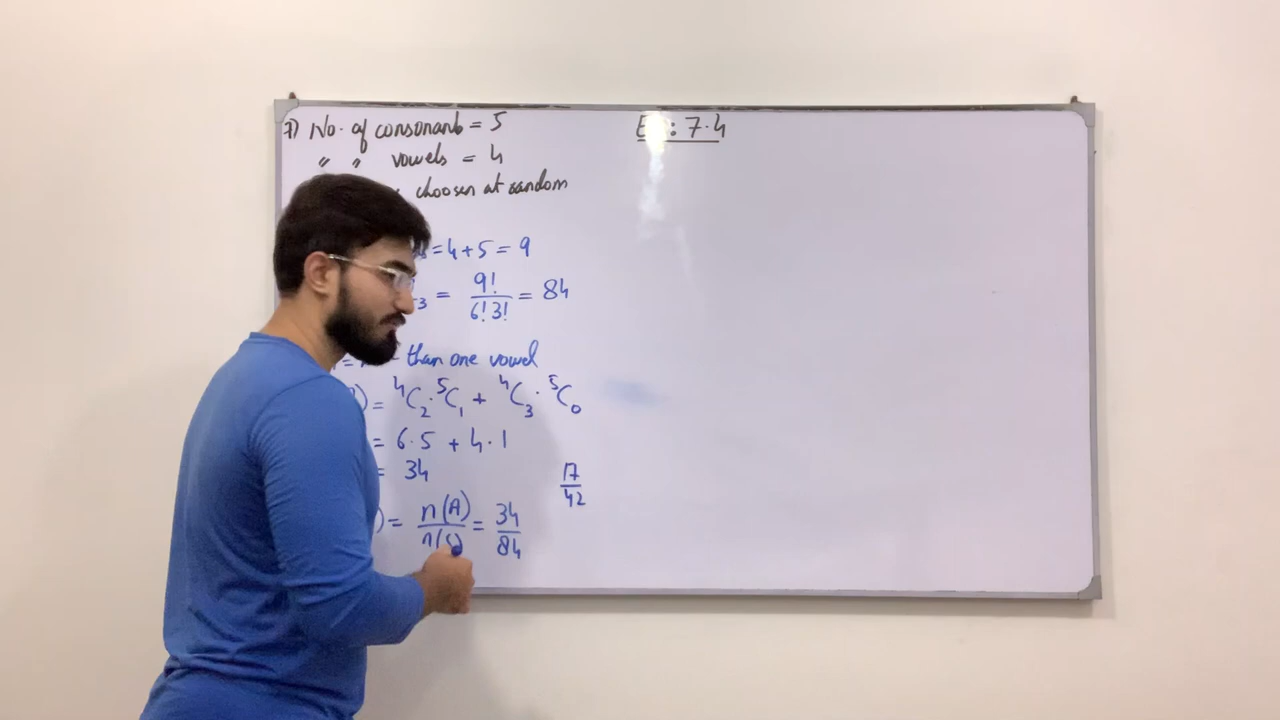 7) No. of consonants = 5
" " vowels = 4
choosen at random
= 4 + 5 = 9
3 = 9! / 6! 3! = 84
than one vowel
) = ⁴C₂ . ⁵C₁ + ⁴C₃ . ⁵C₀
= 6.5 + 4.1
= 34
17 / 42
) = n(A) / n(S) = 34 / 84
Ex: 7.4